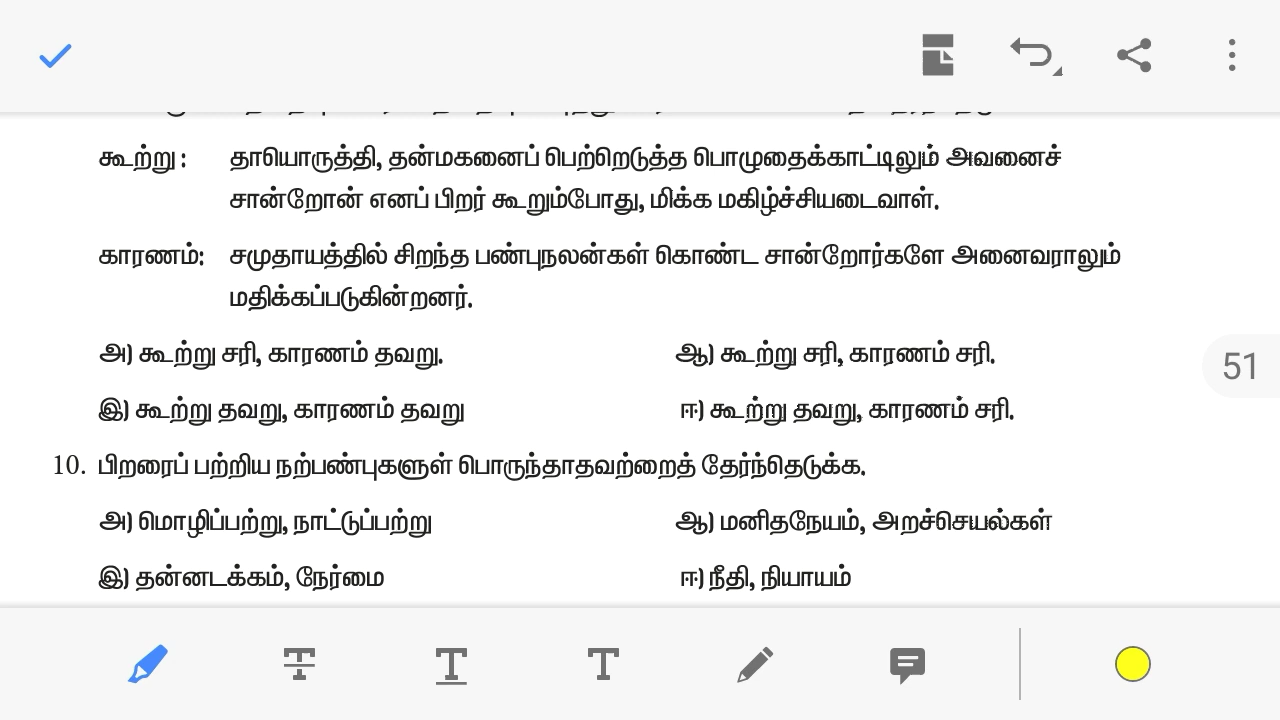 கூற்று : தாயொருத்தி, தன்மகனைப் பெற்றெடுத்த பொழுதைக்காட்டிலும் அவனைச்
சான்றோன் எனப் பிறர் கூறும்போது, மிக்க மகிழ்ச்சியடைவாள்.
காரணம்: சமுதாயத்தில் சிறந்த பண்புநலன்கள் கொண்ட சான்றோர்களே அனைவராலும்
மதிக்கப்படுகின்றனர்.
அ) கூற்று சரி, காரணம் தவறு. ஆ) கூற்று சரி, காரணம் சரி.
51
இ) கூற்று தவறு, காரணம் தவறு ஈ) கூற்று தவறு, காரணம் சரி.
10. பிறரைப் பற்றிய நற்பண்புகளுள் பொருந்தாதவற்றைத் தேர்ந்தெடுக்க.
அ) மொழிப்பற்று, நாட்டுப்பற்று ஆ) மனிதநேயம், அறச்செயல்கள்
இ) தன்னடக்கம், நேர்மை ஈ) நீதி, நியாயம்